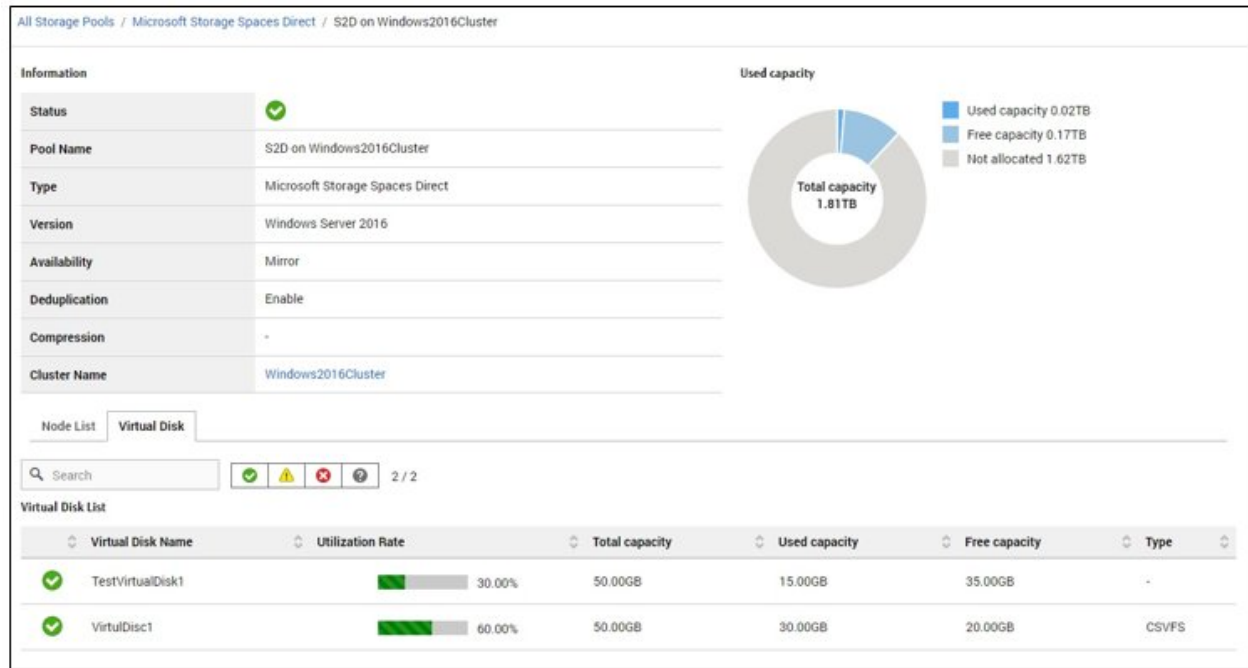 All Storage Pools / Microsoft Storage Spaces Direct / S2D on Windows2016Cluster
Information
Status
Pool Name S2D on Windows2016Cluster
Type Microsoft Storage Spaces Direct
Version Windows Server 2016
Availability Mirror
Deduplication Enable
Compression -
Cluster Name Windows2016Cluster
Used capacity
Total capacity
1.81TB
Used capacity 0.02TB
Free capacity 0.17TB
Not allocated 1.62TB
Node List Virtual Disk
Search 2 / 2
Virtual Disk List
Virtual Disk Name Utilization Rate Total capacity Used capacity Free capacity Type
TestVirtualDisk1 30.00% 50.00GB 15.00GB 35.00GB -
VirtulDisc1 60.00% 50.00GB 30.00GB 20.00GB CSVFS